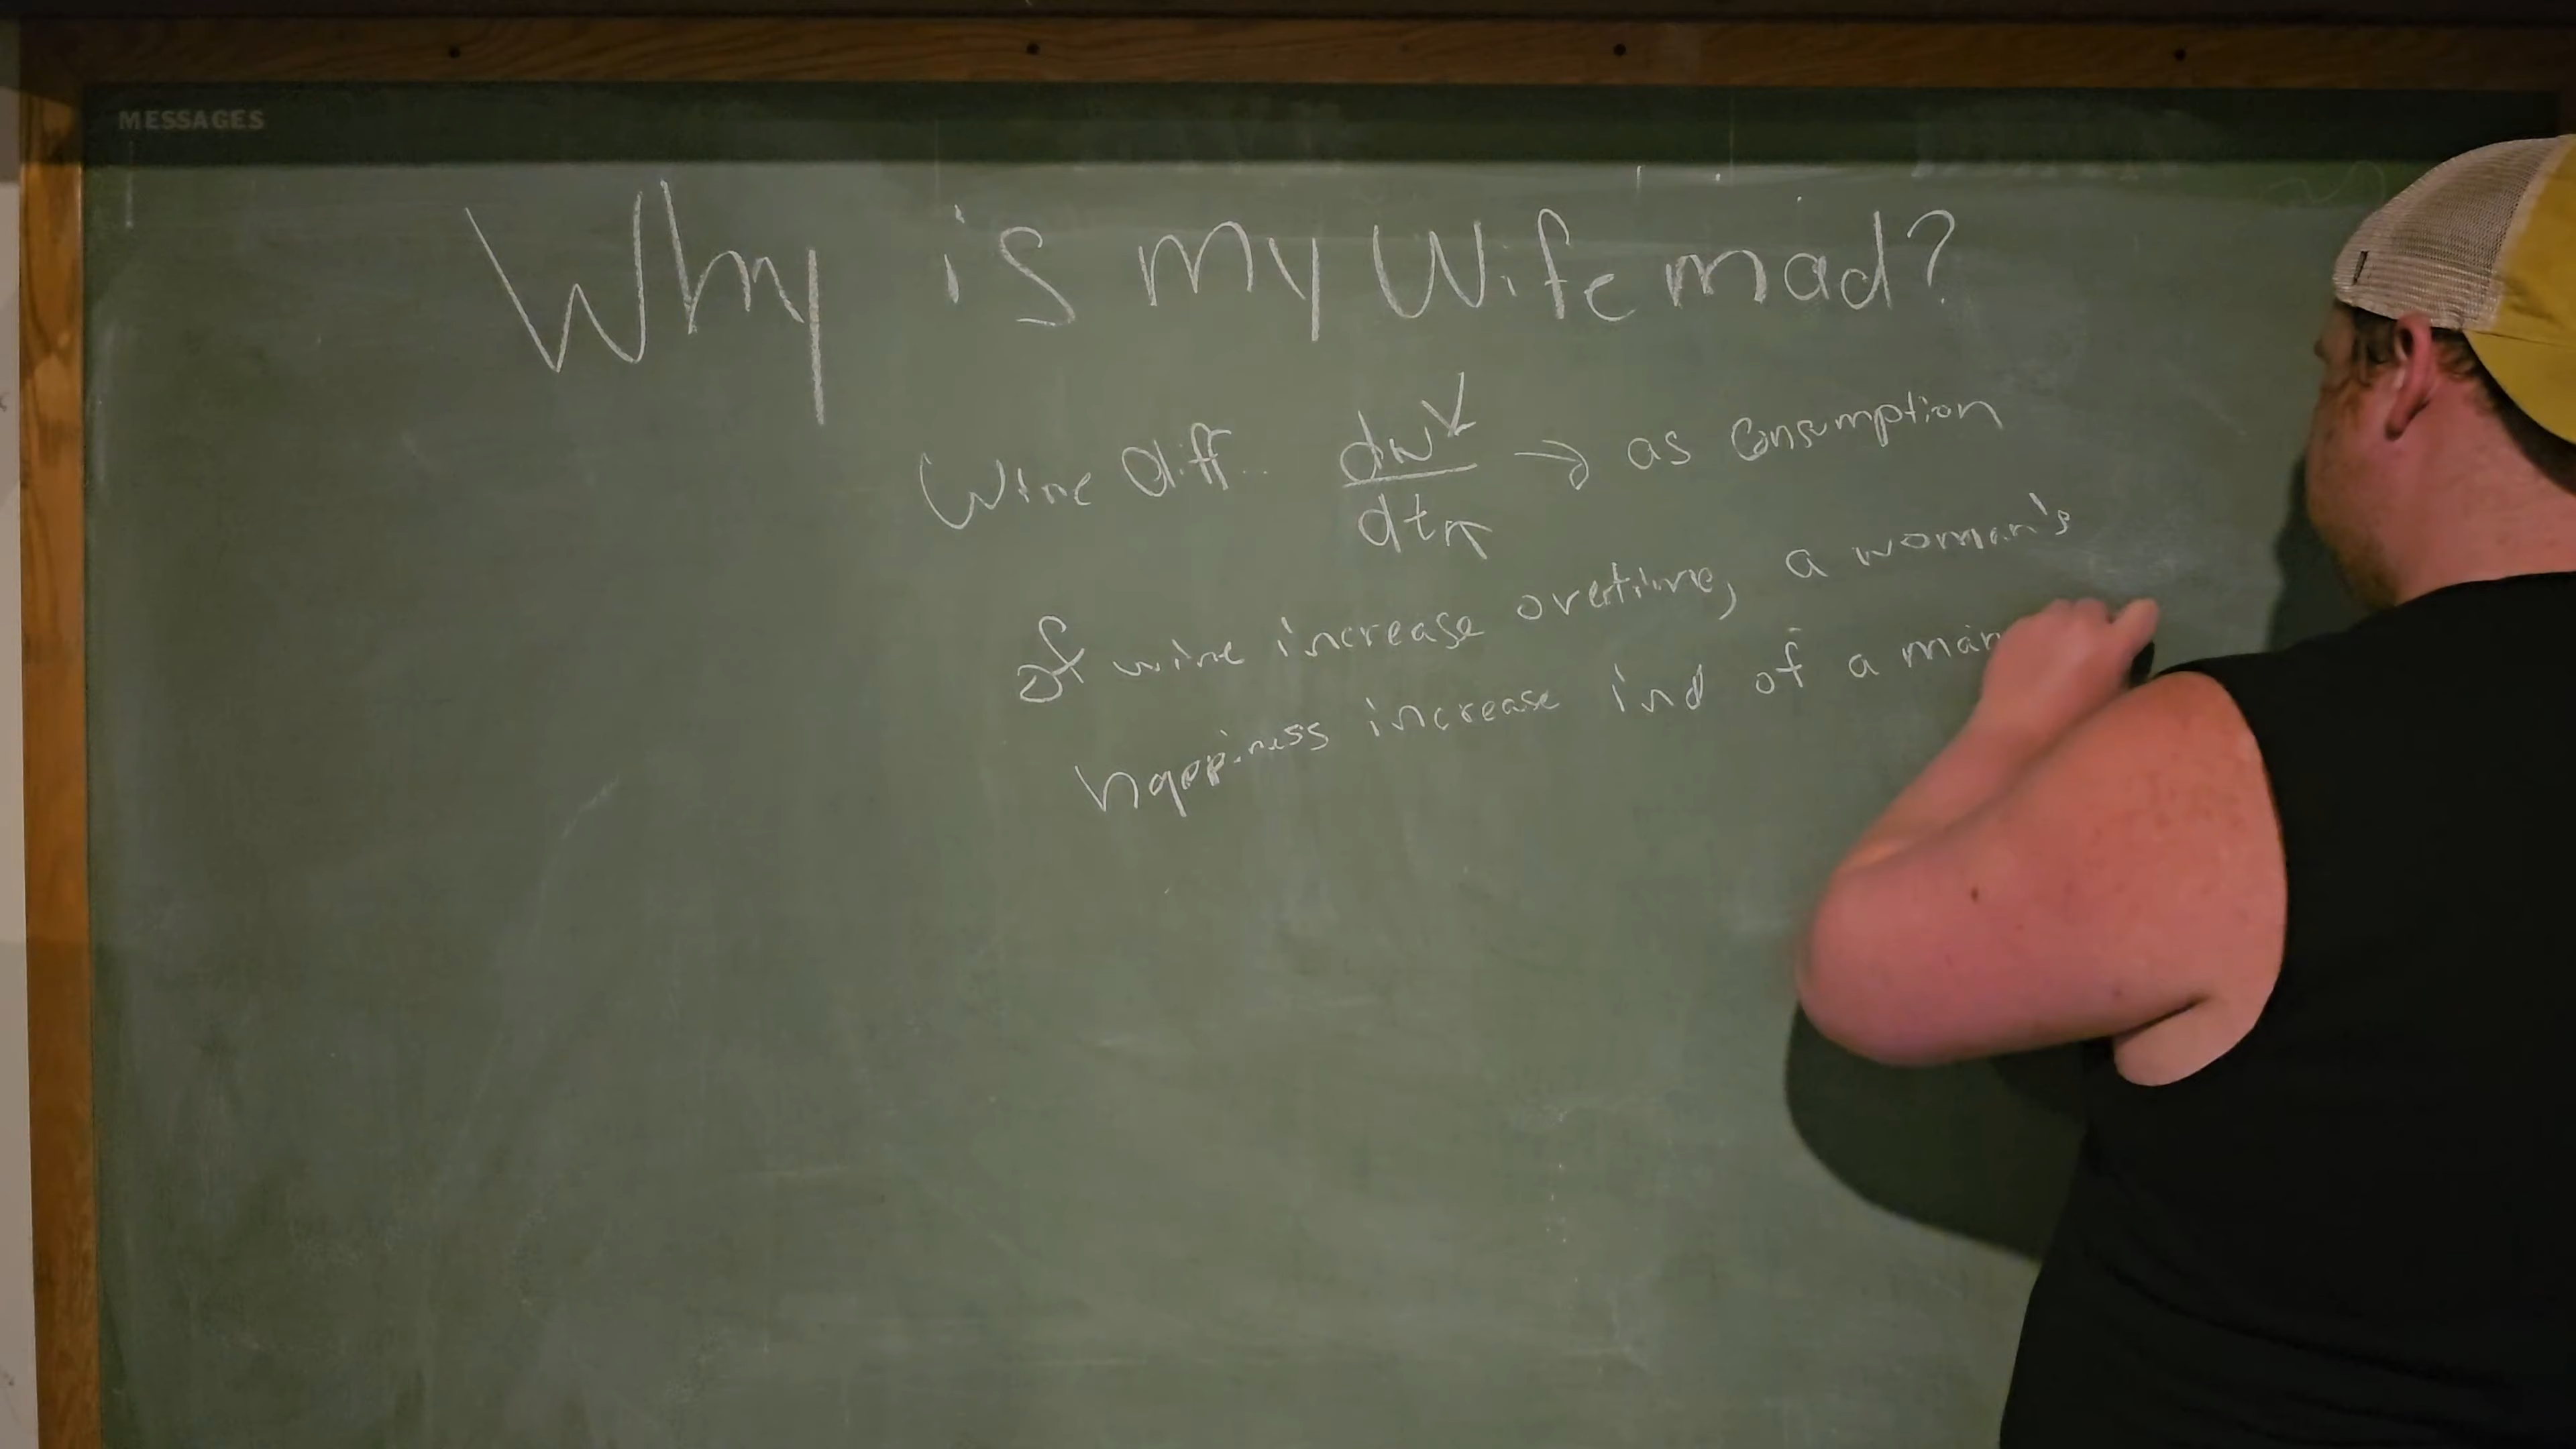 MESSAGES
Why is my Wife mad?
Wine diff.. dw/dt → as consumption
of wine increase overtime, a woman's
happiness increase ind of a man